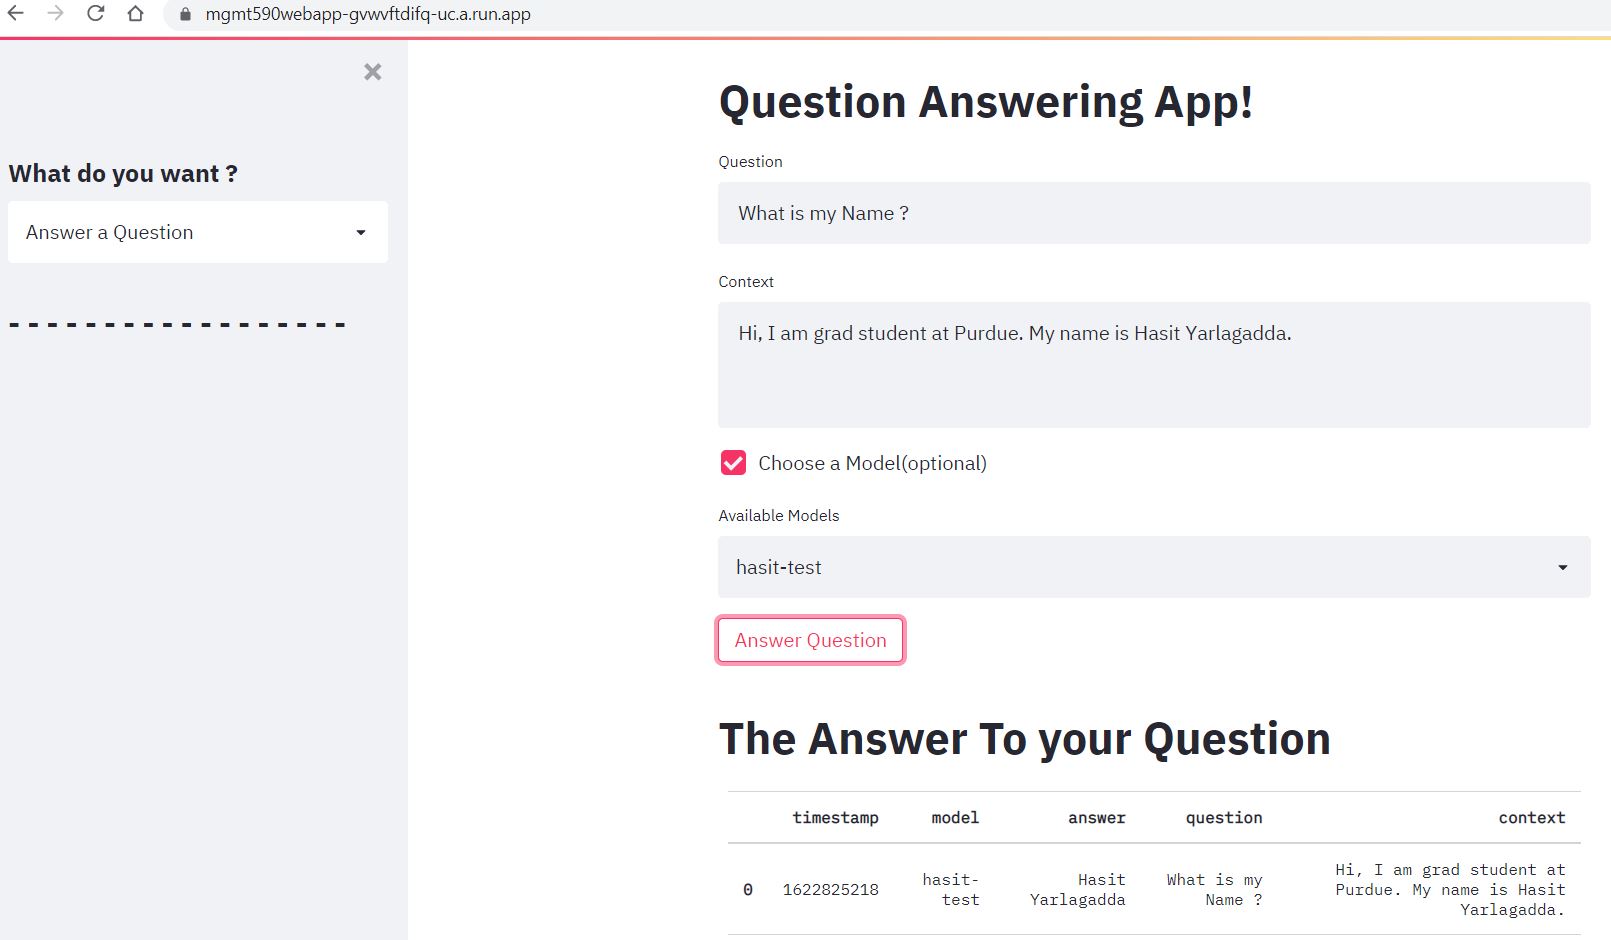 mgmt590webapp-gvwvftdifq-uc.a.run.app
What do you want ?
Answer a Question
- - - - - - - - - - - - - - - - - -
Question Answering App!
Question
What is my Name ?
Context
Hi, I am grad student at Purdue. My name is Hasit Yarlagadda.
Choose a Model(optional)
Available Models
hasit-test
Answer Question
The Answer To your Question
timestamp model answer question context
0 1622825218 hasit-test Hasit Yarlagadda What is my Name ? Hi, I am grad student at Purdue. My name is Hasit Yarlagadda.